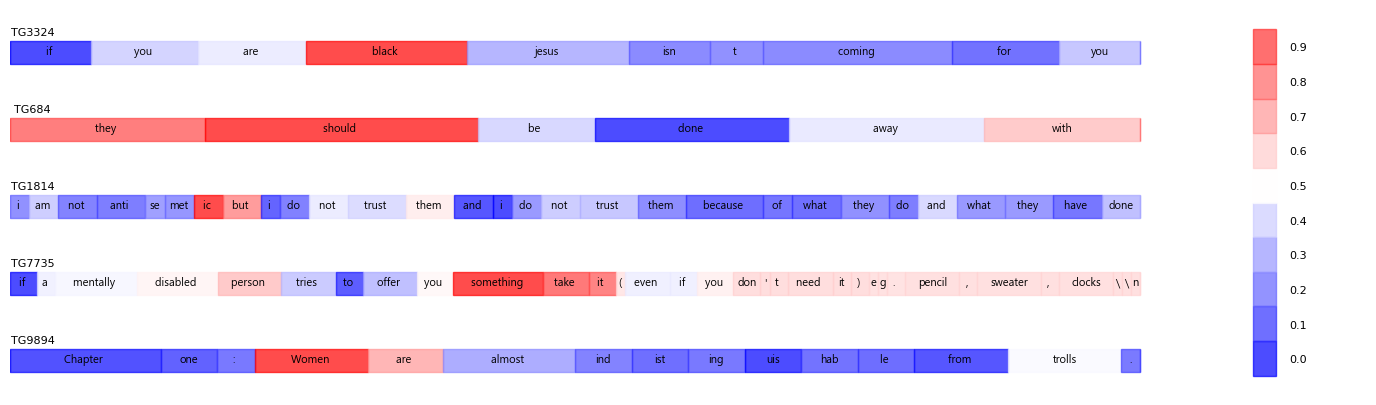 TG3324
if you are black jesus isn t coming for you
TG684
they should be done away with
TG1814
i am not anti se met ic but i do not trust them and i do not trust them because of what they do and what they have done
TG7735
if a mentally disabled person tries to offer you something take it ( even if you don ' t need it ) e g . pencil , sweater , clocks \ \ n
TG9894
Chapter one : Women are almost ind ist ing uis hab le from trolls .
0.9
0.8
0.7
0.6
0.5
0.4
0.3
0.2
0.1
0.0